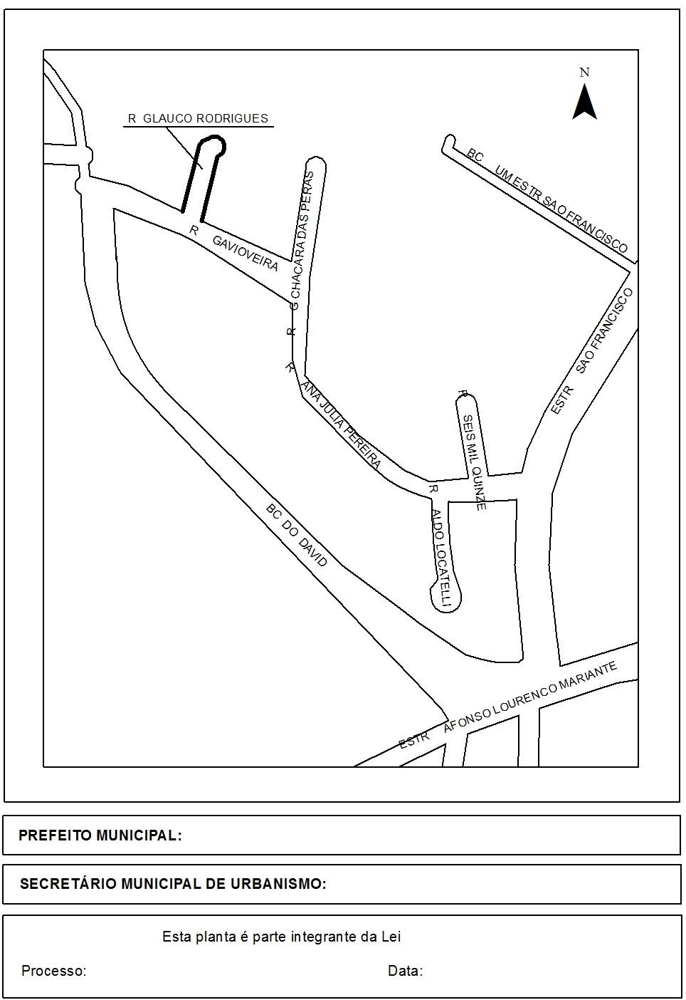 N
R GLAUCO RODRIGUES
BC UM ESTR SAO FRANCISCO
R GAVIOVEIRA
R G CHACARA DAS PERAS
ESTR SAO FRANCISCO
R ANA JULIA PEREIRA
R SEIS MIL QUINZE
R ALDO LOCATELLI
BC DO DAVID
ESTR AFONSO LOURENCO MARIANTE
PREFEITO MUNICIPAL:
SECRETÁRIO MUNICIPAL DE URBANISMO:
Esta planta é parte integrante da Lei
Processo: Data: